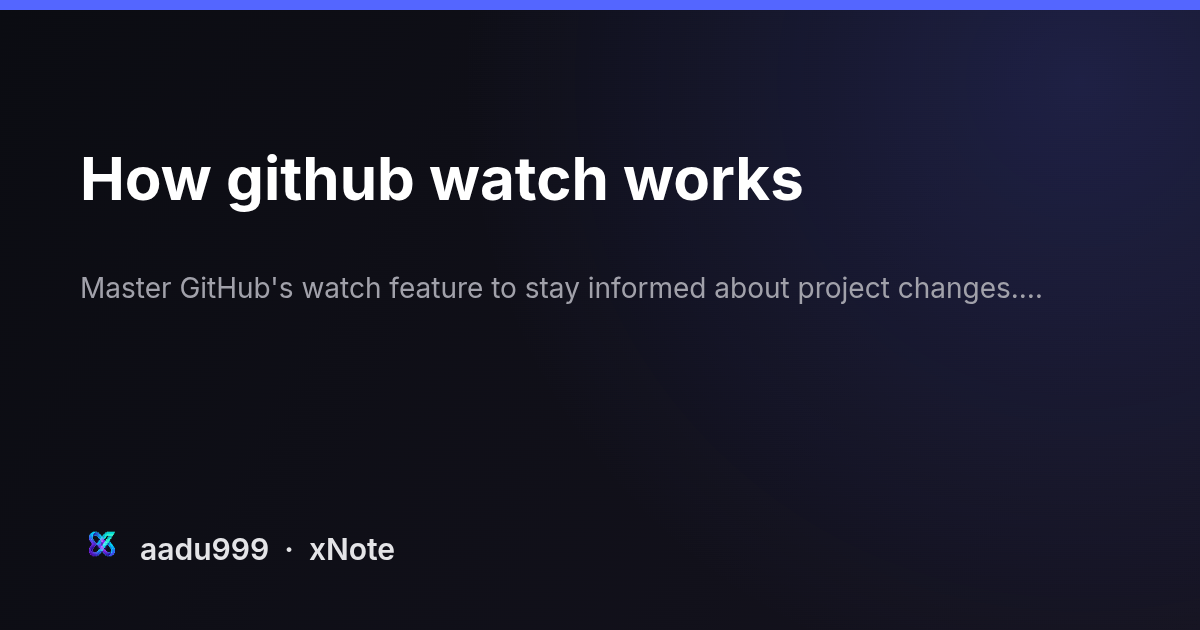 How github watch works
Master GitHub's watch feature to stay informed about project changes....
aadu999 · xNote